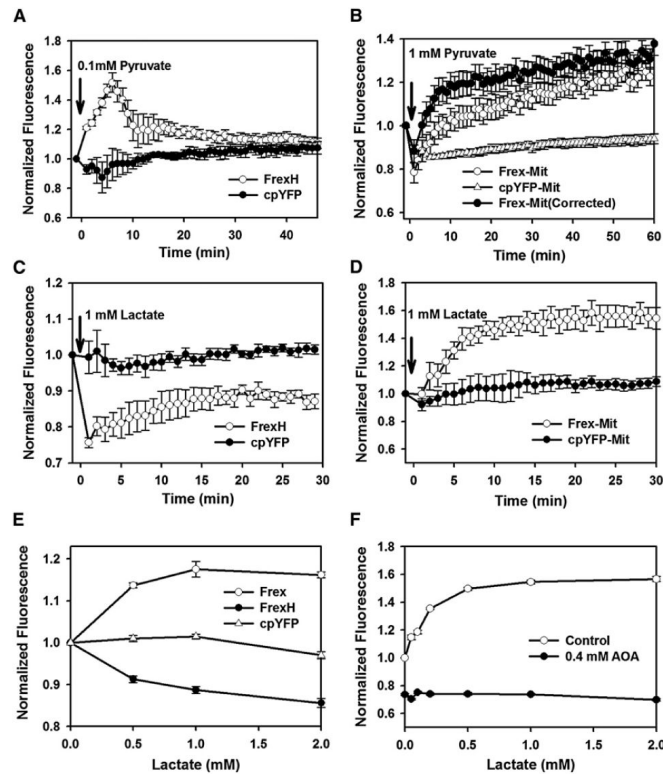 A
Normalized Fluorescence
1.8
1.6
1.4
1.2
1.0
0.8
0.6
0.1mM Pyruvate
FrexH
cpYFP
0
10
20
30
40
Time (min)
B
Normalized Fluorescence
1.4
1.2
1.0
0.8
0.6
1 mM Pyruvate
Frex-Mit
cpYFP-Mit
Frex-Mit(Corrected)
0
10
20
30
40
50
60
Time (min)
C
Normalized Fluorescence
1.2
1.1
1.0
0.9
0.8
0.7
1 mM Lactate
FrexH
cpYFP
0
5
10
15
20
25
30
Time (min)
D
Normalized Fluorescence
1.8
1.6
1.4
1.2
1.0
0.8
0.6
1 mM Lactate
Frex-Mit
cpYFP-Mit
0
5
10
15
20
25
30
Time (min)
E
Normalized Fluorescence
1.2
1.1
1.0
0.9
0.8
Frex
FrexH
cpYFP
0.0
0.5
1.0
1.5
2.0
Lactate (mM)
F
Normalized Fluorescence
1.8
1.6
1.4
1.2
1.0
0.8
0.6
Control
0.4 mM AOA
0.0
0.5
1.0
1.5
2.0
Lactate (mM)